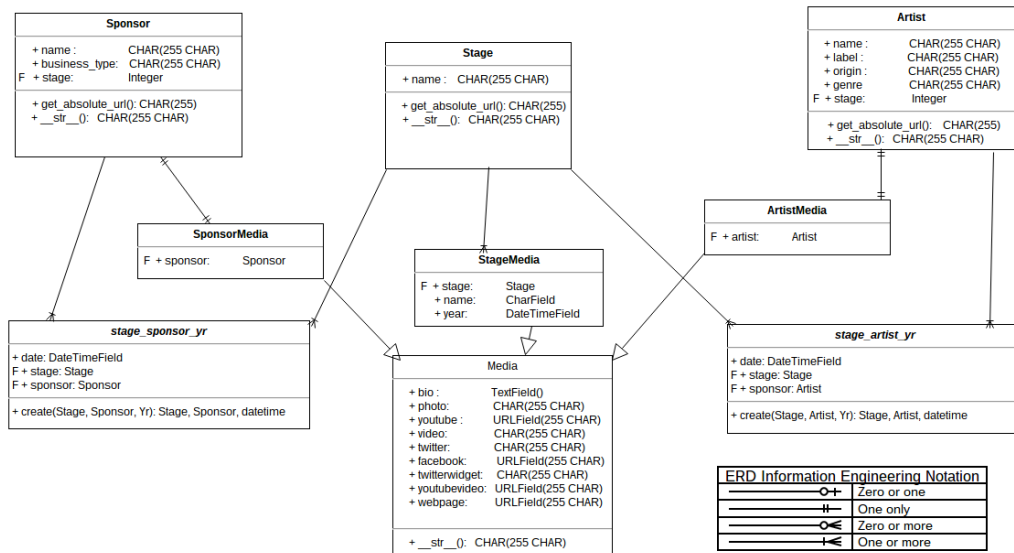 Sponsor
+ name : CHAR(255 CHAR)
+ business_type: CHAR(255 CHAR)
F + stage: Integer
+ get_absolute_url(): CHAR(255)
+ __str__(): CHAR(255 CHAR)
Stage
+ name : CHAR(255 CHAR)
+ get_absolute_url(): CHAR(255)
+ __str__(): CHAR(255 CHAR)
Artist
+ name : CHAR(255 CHAR)
+ label : CHAR(255 CHAR)
+ origin : CHAR(255 CHAR)
+ genre CHAR(255 CHAR)
F + stage: Integer
+ get_absolute_url(): CHAR(255)
+ __str__(): CHAR(255 CHAR)
SponsorMedia
F + sponsor: Sponsor
StageMedia
F + stage: Stage
+ name: CharField
+ year: DateTimeField
ArtistMedia
F + artist: Artist
stage_sponsor_yr
+ date: DateTimeField
F + stage: Stage
F + sponsor: Sponsor
+ create(Stage, Sponsor, Yr): Stage, Sponsor, datetime
Media
+ bio : TextField()
+ photo: CHAR(255 CHAR)
+ youtube : URLField(255 CHAR)
+ video: CHAR(255 CHAR)
+ twitter: CHAR(255 CHAR)
+ facebook: URLField(255 CHAR)
+ twitterwidget: CHAR(255 CHAR)
+ youtubevideo: URLField(255 CHAR)
+ webpage: URLField(255 CHAR)
+ __str__(): CHAR(255 CHAR)
stage_artist_yr
+ date: DateTimeField
F + stage: Stage
F + sponsor: Artist
+ create(Stage, Artist, Yr): Stage, Artist, datetime
ERD Information Engineering Notation
Zero or one
One only
Zero or more
One or more